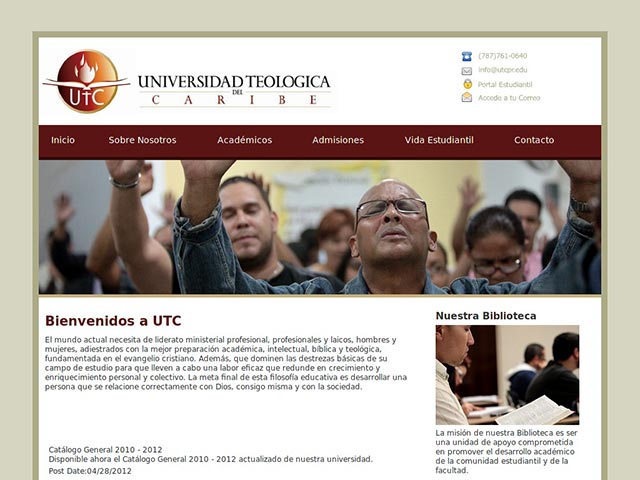 UTC
UNIVERSIDAD TEOLOGICA
DEL
CARIBE
(787)761-0640
info@utcpr.edu
Portal Estudiantil
Accede a tu Correo
Inicio Sobre Nosotros Académicos Admisiones Vida Estudiantil Contacto
Bienvenidos a UTC
El mundo actual necesita de liderato ministerial profesional, profesionales y laicos, hombres y
mujeres, adiestrados con la mejor preparación académica, intelectual, bíblica y teológica,
fundamentada en el evangelio cristiano. Además, que dominen las destrezas básicas de su
campo de estudio para que lleven a cabo una labor eficaz que redunde en crecimiento y
enriquecimiento personal y colectivo. La meta final de esta filosofía educativa es desarrollar una
persona que se relacione correctamente con Dios, consigo misma y con la sociedad.
Catálogo General 2010 - 2012
Disponible ahora el Catálogo General 2010 - 2012 actualizado de nuestra universidad.
Post Date:04/28/2012
Nuestra Biblioteca
La misión de nuestra Biblioteca es ser
una unidad de apoyo comprometida
en promover el desarrollo académico
de la comunidad estudiantil y de la
facultad.